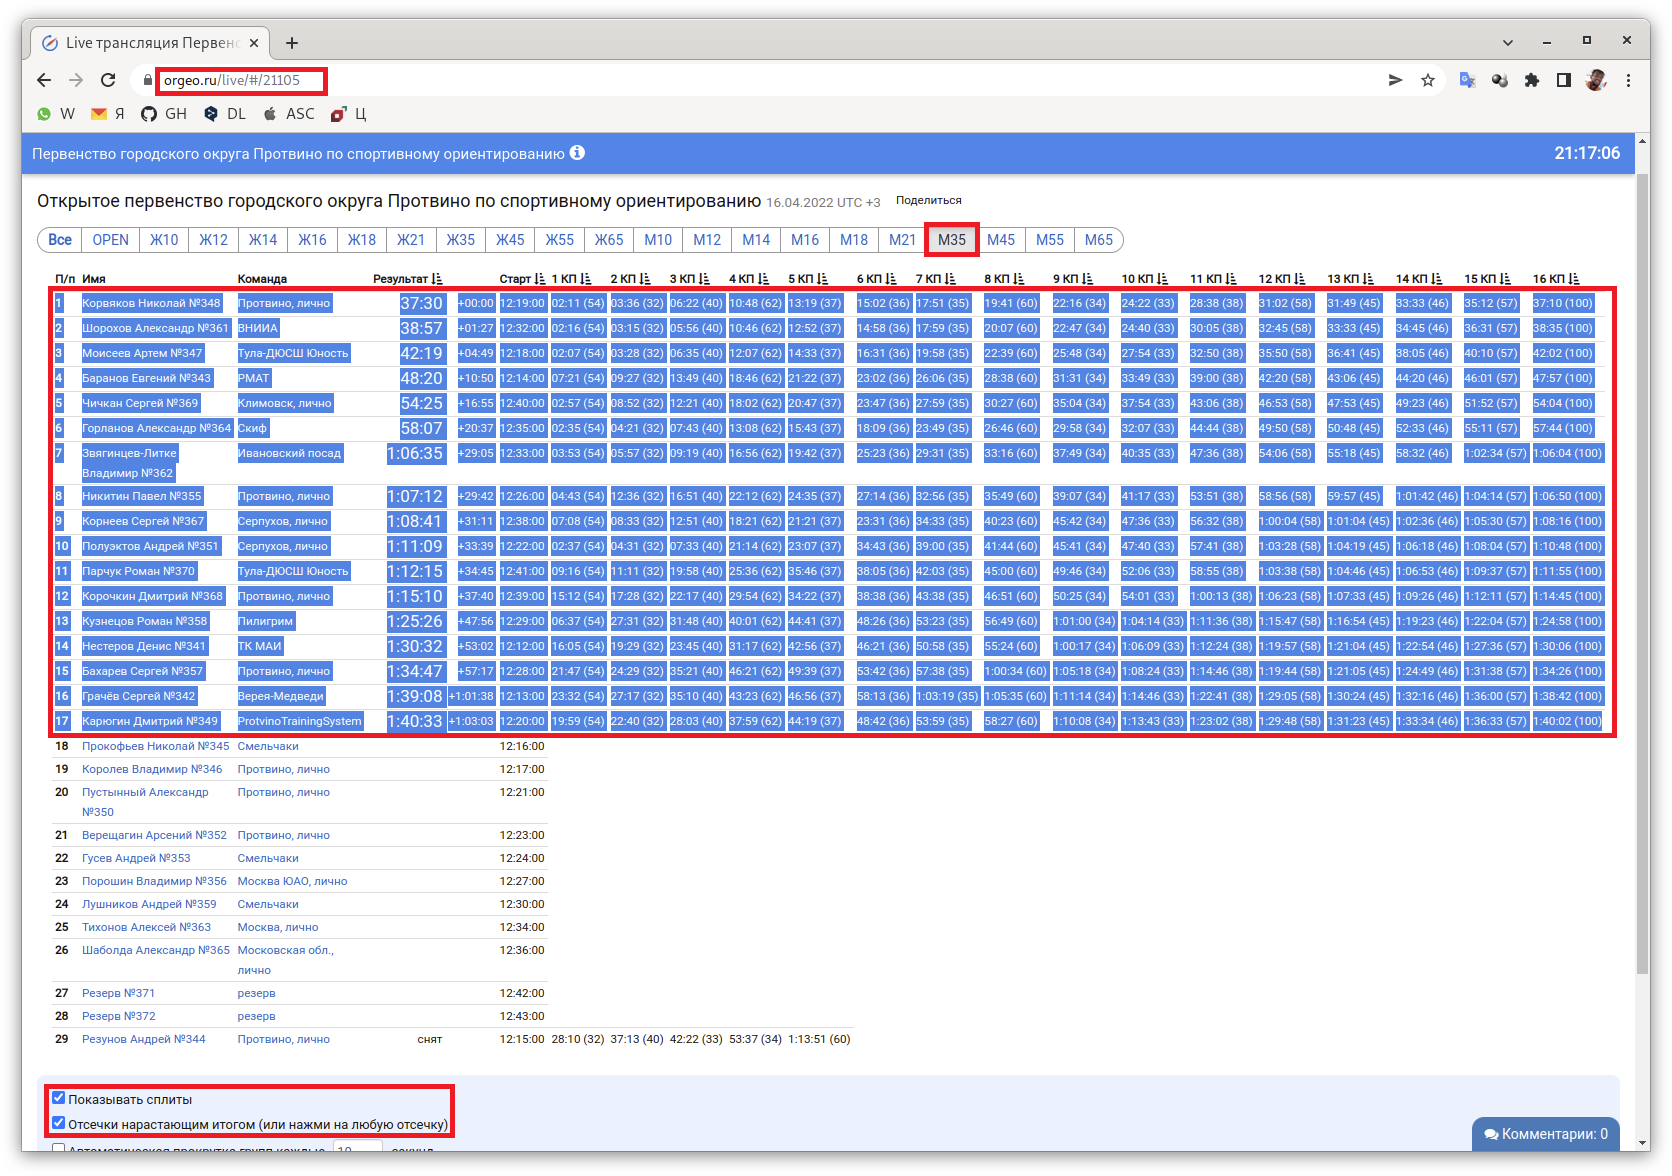 Live трансляция Первенс
orgeo.ru/live/#/21105
W Я GH DL ASC Ц
Первенство городского округа Протвино по спортивному ориентированию 21:17:06
Открытое первенство городского округа Протвино по спортивному ориентированию 16.04.2022 UTC +3 Поделиться
Все OPEN Ж10 Ж12 Ж14 Ж16 Ж18 Ж21 Ж35 Ж45 Ж55 Ж65 М10 М12 М14 М16 М18 М21 М35 М45 М55 М65
П/п Имя Команда Результат Старт 1 КП 2 КП 3 КП 4 КП 5 КП 6 КП 7 КП 8 КП 9 КП 10 КП 11 КП 12 КП 13 КП 14 КП 15 КП 16 КП
1 Корвяков Николай №348 Протвино, лично 37:30 +00:00 12:19:00 02:11 (54) 03:36 (32) 06:22 (40) 10:48 (62) 13:19 (37) 15:02 (36) 17:51 (35) 19:41 (60) 22:16 (34) 24:22 (33) 28:38 (38) 31:02 (58) 31:49 (45) 33:33 (46) 35:12 (57) 37:10 (100)
2 Шорохов Александр №361 ВНИИА 38:57 +01:27 12:32:00 02:16 (54) 03:15 (32) 05:56 (40) 10:46 (62) 12:52 (37) 14:58 (36) 17:59 (35) 20:07 (60) 22:47 (34) 24:40 (33) 30:05 (38) 32:45 (58) 33:33 (45) 34:45 (46) 36:31 (57) 38:35 (100)
3 Моисеев Артем №347 Тула-ДЮСШ Юность 42:19 +04:49 12:18:00 02:07 (54) 03:28 (32) 06:35 (40) 12:07 (62) 14:33 (37) 16:31 (36) 19:58 (35) 22:39 (60) 25:48 (34) 27:54 (33) 32:50 (38) 35:50 (58) 36:41 (45) 38:05 (46) 40:10 (57) 42:02 (100)
4 Баранов Евгений №343 РМАТ 48:20 +10:50 12:14:00 07:21 (54) 09:27 (32) 13:49 (40) 18:46 (62) 21:22 (37) 23:02 (36) 26:06 (35) 28:38 (60) 31:31 (34) 33:49 (33) 39:00 (38) 42:20 (58) 43:06 (45) 44:20 (46) 46:01 (57) 47:57 (100)
5 Чичкан Сергей №369 Климовск, лично 54:25 +16:55 12:40:00 02:57 (54) 08:52 (32) 12:21 (40) 18:02 (62) 20:47 (37) 23:47 (36) 27:59 (35) 30:27 (60) 35:04 (34) 37:54 (33) 43:06 (38) 46:53 (58) 47:53 (45) 49:23 (46) 51:52 (57) 54:04 (100)
6 Горланов Александр №364 Скиф 58:07 +20:37 12:35:00 02:35 (54) 04:21 (32) 07:43 (40) 13:08 (62) 15:43 (37) 18:09 (36) 23:49 (35) 26:46 (60) 29:58 (34) 32:07 (33) 44:44 (38) 49:50 (58) 50:48 (45) 52:33 (46) 55:11 (57) 57:44 (100)
7 Звягинцев-Литке Ивановский посад 1:06:35 +29:05 12:33:00 03:53 (54) 05:57 (32) 09:19 (40) 16:56 (62) 19:42 (37) 25:23 (36) 29:31 (35) 33:16 (60) 37:49 (34) 40:35 (33) 47:36 (38) 54:06 (58) 55:18 (45) 58:32 (46) 1:02:34 (57) 1:06:04 (100)
Владимир №362
8 Никитин Павел №355 Протвино, лично 1:07:12 +29:42 12:26:00 04:43 (54) 12:36 (32) 16:51 (40) 22:12 (62) 24:35 (37) 27:14 (36) 32:56 (35) 35:49 (60) 39:07 (34) 41:17 (33) 53:51 (38) 58:56 (58) 59:57 (45) 1:01:42 (46) 1:04:14 (57) 1:06:50 (100)
9 Корнеев Сергей №367 Серпухов, лично 1:08:41 +31:11 12:38:00 07:08 (54) 08:33 (32) 12:51 (40) 18:21 (62) 21:21 (37) 23:31 (36) 34:33 (35) 40:23 (60) 45:42 (34) 47:36 (33) 56:32 (38) 1:00:04 (58) 1:01:04 (45) 1:02:36 (46) 1:05:30 (57) 1:08:16 (100)
10 Полуэктов Андрей №351 Серпухов, лично 1:11:09 +33:39 12:22:00 02:37 (54) 04:31 (32) 07:33 (40) 21:14 (62) 23:07 (37) 34:43 (36) 39:00 (35) 41:44 (60) 45:41 (34) 47:40 (33) 57:41 (38) 1:03:28 (58) 1:04:19 (45) 1:06:18 (46) 1:08:04 (57) 1:10:48 (100)
11 Парчук Роман №370 Тула-ДЮСШ Юность 1:12:15 +34:45 12:41:00 09:16 (54) 11:11 (32) 19:58 (40) 25:36 (62) 35:46 (37) 38:05 (36) 42:03 (35) 45:00 (60) 49:46 (34) 52:06 (33) 58:55 (38) 1:03:38 (58) 1:04:46 (45) 1:06:53 (46) 1:09:37 (57) 1:11:55 (100)
12 Корочкин Дмитрий №368 Протвино, лично 1:15:10 +37:40 12:39:00 15:12 (54) 17:28 (32) 22:17 (40) 29:54 (62) 34:22 (37) 38:38 (36) 43:38 (35) 46:51 (60) 50:25 (34) 54:01 (33) 1:00:13 (38) 1:06:23 (58) 1:07:33 (45) 1:09:26 (46) 1:12:11 (57) 1:14:45 (100)
13 Кузнецов Роман №358 Пилигрим 1:25:26 +47:56 12:29:00 06:37 (54) 27:31 (32) 31:48 (40) 40:01 (62) 44:41 (37) 48:26 (36) 53:23 (35) 56:49 (60) 1:01:00 (34) 1:04:14 (33) 1:11:36 (38) 1:15:47 (58) 1:16:54 (45) 1:19:23 (46) 1:22:04 (57) 1:24:58 (100)
14 Нестеров Денис №341 ТК МАИ 1:30:32 +53:02 12:12:00 16:05 (54) 19:29 (32) 23:45 (40) 31:17 (62) 42:56 (37) 46:21 (36) 50:58 (35) 55:24 (60) 1:00:17 (34) 1:06:09 (33) 1:12:24 (38) 1:19:57 (58) 1:21:04 (45) 1:22:54 (46) 1:27:36 (57) 1:30:06 (100)
15 Бахарев Сергей №357 Протвино, лично 1:34:47 +57:17 12:28:00 21:47 (54) 24:29 (32) 35:21 (40) 46:21 (62) 49:39 (37) 53:42 (36) 57:38 (35) 1:00:34 (60) 1:05:18 (34) 1:08:24 (33) 1:14:46 (38) 1:19:44 (58) 1:21:05 (45) 1:24:49 (46) 1:31:38 (57) 1:34:26 (100)
16 Грачёв Сергей №342 Верея-Медведи 1:39:08 +1:01:38 12:13:00 23:32 (54) 27:17 (32) 35:10 (40) 43:23 (62) 46:56 (37) 58:13 (36) 1:03:19 (35) 1:05:35 (60) 1:11:14 (34) 1:14:46 (33) 1:22:41 (38) 1:29:05 (58) 1:30:24 (45) 1:32:16 (46) 1:36:00 (57) 1:38:42 (100)
17 Карюгин Дмитрий №349 ProtvinoTrainingSystem 1:40:33 +1:03:03 12:20:00 19:59 (54) 22:40 (32) 28:03 (40) 37:59 (62) 44:19 (37) 48:42 (36) 53:59 (35) 58:27 (60) 1:10:08 (34) 1:13:43 (33) 1:23:02 (38) 1:29:48 (58) 1:31:23 (45) 1:33:34 (46) 1:36:33 (57) 1:40:02 (100)
18 Прокофьев Николай №345 Смельчаки 12:16:00
19 Королев Владимир №346 Протвино, лично 12:17:00
20 Пустынный Александр Протвино, лично 12:21:00
№350
21 Верещагин Арсений №352 Протвино, лично 12:23:00
22 Гусев Андрей №353 Смельчаки 12:24:00
23 Порошин Владимир №356 Москва ЮАО, лично 12:27:00
24 Лушников Андрей №359 Смельчаки 12:30:00
25 Тихонов Алексей №363 Москва, лично 12:34:00
26 Шаболда Александр №365 Московская обл., 12:36:00
лично
27 Резерв №371 резерв 12:42:00
28 Резерв №372 резерв 12:43:00
29 Резунов Андрей №344 Протвино, лично снят 12:15:00 28:10 (32) 37:13 (40) 42:22 (33) 53:37 (34) 1:13:51 (60)
Показывать сплиты
Отсечки нарастающим итогом (или нажми на любую отсечку)
Автоматическая прокрутка групп каждые 10 секунд
Комментарии: 0